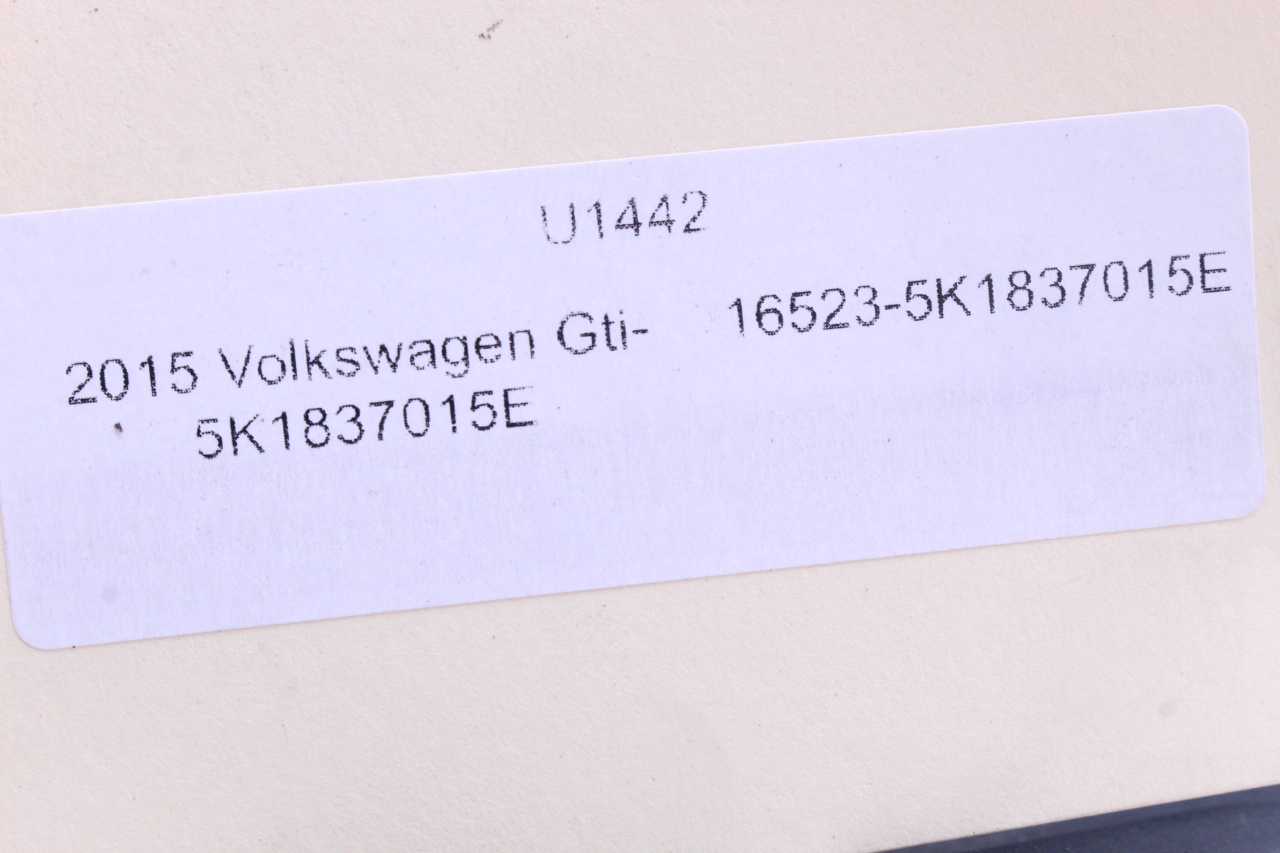 U1442
2015 Volkswagen Gti-
5K1837015E
16523-5K1837015E